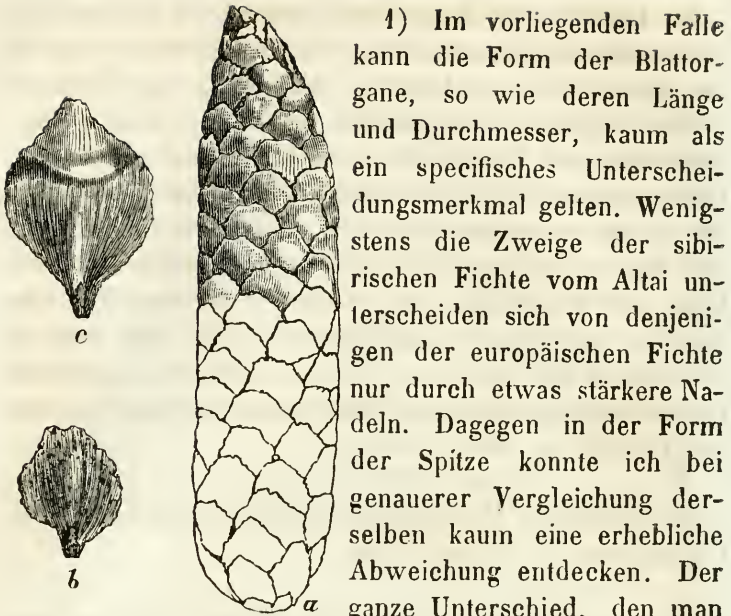 1) Im vorliegenden Falle
kann die Form der Blattor-
gane, so wie deren Länge
und Durchmesser, kaum als
ein specifisches Unterschei-
dungsmerkmal gelten. Wenig-
stens die Zweige der sibi-
rischen Fichte vom Altai un-
terscheiden sich von denjeni-
gen der europäischen Fichte
nur durch etwas stärkere Na-
deln. Dagegen in der Form
der Spitze konnte ich bei
genauerer Vergleichung der-
selben kaum eine erhebliche
Abweichung entdecken. Der
ganze Unterschied, den man
c
b
a